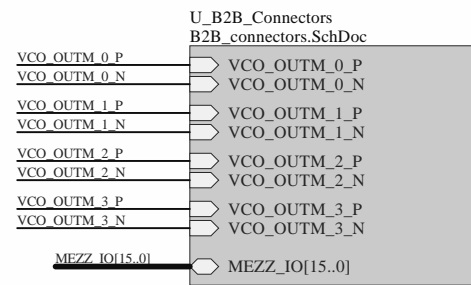 U_B2B_Connectors
B2B_connectors.SchDoc
VCO_OUTM_0_P VCO_OUTM_0_P
VCO_OUTM_0_N VCO_OUTM_0_N
VCO_OUTM_1_P VCO_OUTM_1_P
VCO_OUTM_1_N VCO_OUTM_1_N
VCO_OUTM_2_P VCO_OUTM_2_P
VCO_OUTM_2_N VCO_OUTM_2_N
VCO_OUTM_3_P VCO_OUTM_3_P
VCO_OUTM_3_N VCO_OUTM_3_N
MEZZ_IO[15..0] MEZZ_IO[15..0]